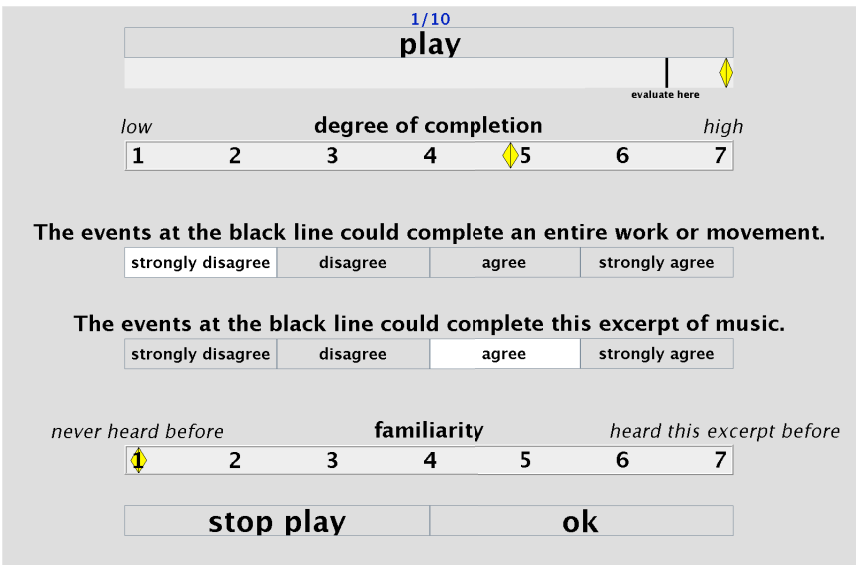 1/10
play
evaluate here
low degree of completion high
1 2 3 4 5 6 7
The events at the black line could complete an entire work or movement.
strongly disagree disagree agree strongly agree
The events at the black line could complete this excerpt of music.
strongly disagree disagree agree strongly agree
never heard before familiarity heard this excerpt before
1 2 3 4 5 6 7
stop play ok